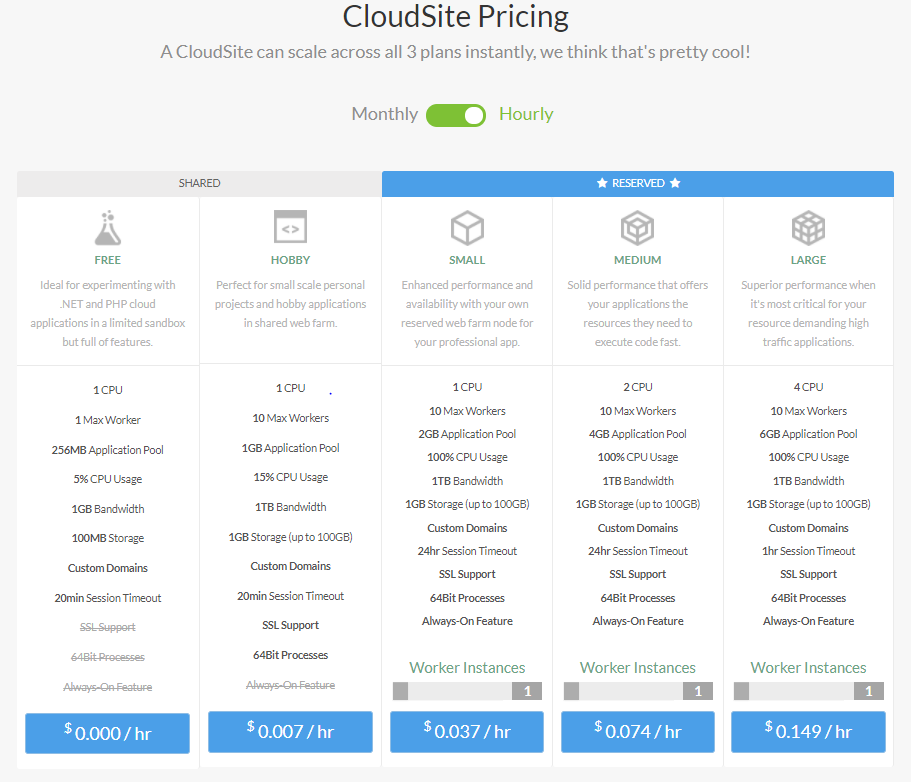 CloudSite Pricing
A CloudSite can scale across all 3 plans instantly, we think that's pretty cool!
Monthly Hourly
SHARED
★ RESERVED ★
FREE
Ideal for experimenting with
.NET and PHP cloud
applications in a limited sandbox
but full of features.
1 CPU
1 Max Worker
256MB Application Pool
5% CPU Usage
1GB Bandwidth
100MB Storage
Custom Domains
20min Session Timeout
SSL Support
64Bit Processes
Always-On Feature
$0.000 / hr
HOBBY
Perfect for small scale personal
projects and hobby applications
in shared web farm.
1 CPU
10 Max Workers
1GB Application Pool
15% CPU Usage
1TB Bandwidth
1GB Storage (up to 100GB)
Custom Domains
20min Session Timeout
SSL Support
64Bit Processes
Always-On Feature
$0.007 / hr
SMALL
Enhanced performance and
availability with your own
reserved web farm node for
your professional app.
1 CPU
10 Max Workers
2GB Application Pool
100% CPU Usage
1TB Bandwidth
1GB Storage (up to 100GB)
Custom Domains
24hr Session Timeout
SSL Support
64Bit Processes
Always-On Feature
Worker Instances
1
$0.037 / hr
MEDIUM
Solid performance that offers
your applications the
resources they need to
execute code fast.
2 CPU
10 Max Workers
4GB Application Pool
100% CPU Usage
1TB Bandwidth
1GB Storage (up to 100GB)
Custom Domains
24hr Session Timeout
SSL Support
64Bit Processes
Always-On Feature
Worker Instances
1
$0.074 / hr
LARGE
Superior performance when
it's most critical for your
resource demanding high
traffic applications.
4 CPU
10 Max Workers
6GB Application Pool
100% CPU Usage
1TB Bandwidth
1GB Storage (up to 100GB)
Custom Domains
1hr Session Timeout
SSL Support
64Bit Processes
Always-On Feature
Worker Instances
1
$0.149 / hr